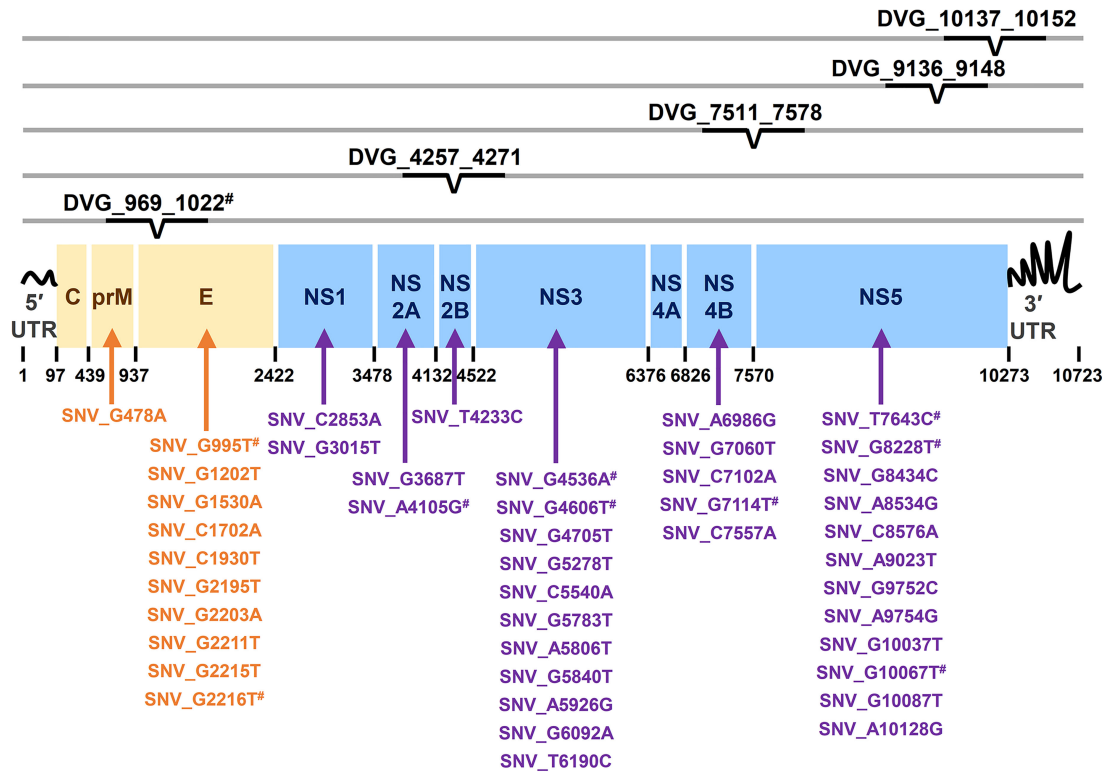 DVG_10137_10152
DVG_9136_9148
DVG_7511_7578
DVG_4257_4271
DVG_969_1022#
5′
UTR
C
prM
E
NS1
NS
2A
NS
2B
NS3
NS
4A
NS
4B
NS5
3′
UTR
1 97 439 937 2422 3478 4132 4522 6376 6826 7570 10273 10723
SNV_G478A
SNV_G995T#
SNV_G1202T
SNV_G1530A
SNV_C1702A
SNV_C1930T
SNV_G2195T
SNV_G2203A
SNV_G2211T
SNV_G2215T
SNV_G2216T#
SNV_C2853A
SNV_G3015T
SNV_G3687T
SNV_A4105G#
SNV_T4233C
SNV_G4536A#
SNV_G4606T#
SNV_G4705T
SNV_G5278T
SNV_C5540A
SNV_G5783T
SNV_A5806T
SNV_G5840T
SNV_A5926G
SNV_G6092A
SNV_T6190C
SNV_A6986G
SNV_G7060T
SNV_C7102A
SNV_G7114T#
SNV_C7557A
SNV_T7643C#
SNV_G8228T#
SNV_G8434C
SNV_A8534G
SNV_C8576A
SNV_A9023T
SNV_G9752C
SNV_A9754G
SNV_G10037T
SNV_G10067T#
SNV_G10087T
SNV_A10128G